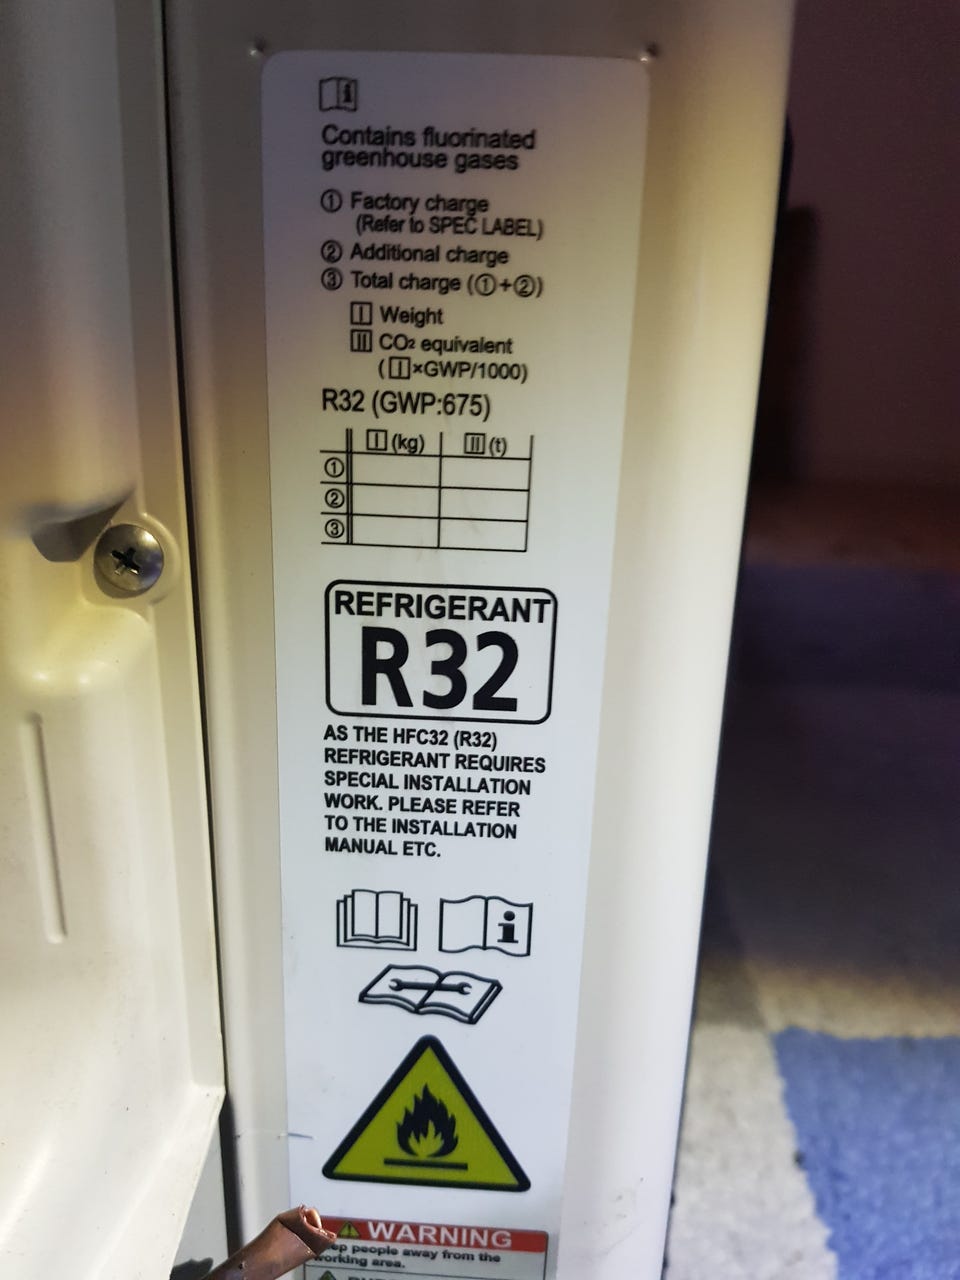 Contains fluorinated
greenhouse gases
① Factory charge
(Refer to SPEC LABEL)
② Additional charge
③ Total charge (①+②)
I Weight
II CO2 equivalent
(I×GWP/1000)
R32 (GWP:675)
I (kg) II (t)
①
②
③
REFRIGERANT
R32
AS THE HFC32 (R32)
REFRIGERANT REQUIRES
SPECIAL INSTALLATION
WORK. PLEASE REFER
TO THE INSTALLATION
MANUAL ETC.
WARNING
people away from the
working area.